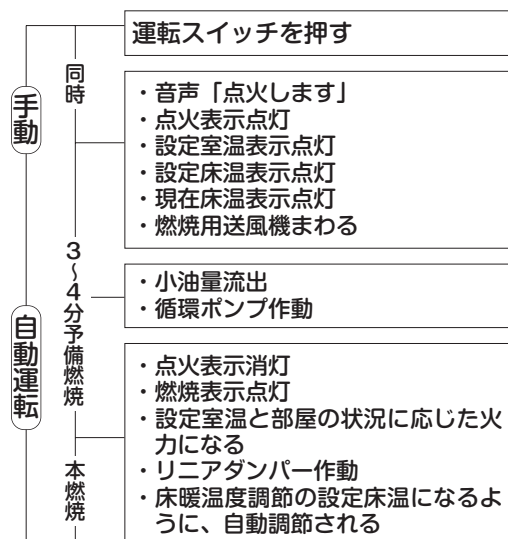 運転スイッチを押す
同時
手動
・音声「点火します」
・点火表示点灯
・設定室温表示点灯
・設定床温表示点灯
・現在床温表示点灯
・燃焼用送風機まわる
3〜4分予備燃焼
・小油量流出
・循環ポンプ作動
自動運転
・点火表示消灯
・燃焼表示点灯
・設定室温と部屋の状況に応じた火
力になる
・リニアダンパー作動
・床暖温度調節の設定床温になるよ
うに、自動調節される
本燃焼